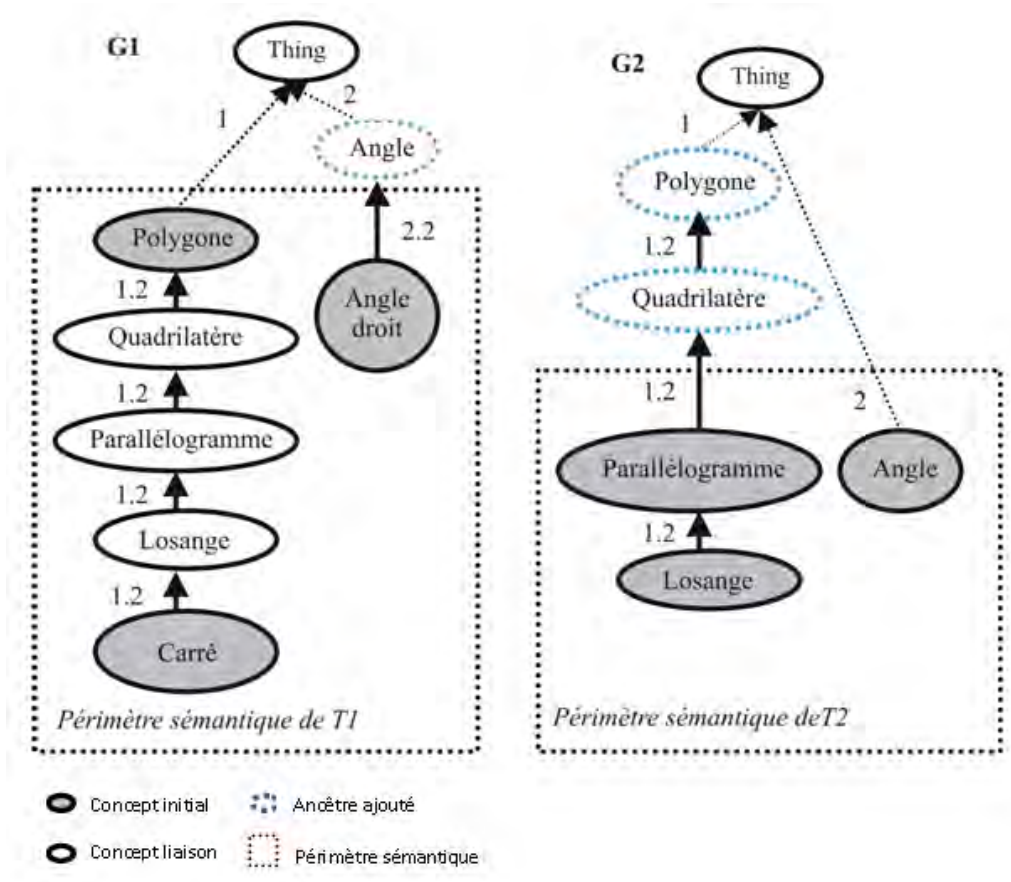 G1
Thing
1
2
Angle
Polygone
2.2
1.2
Angle
droit
Quadrilatère
1.2
Parallélogramme
1.2
Losange
1.2
Carré
Périmètre sémantique de T1
G2
Thing
1
Polygone
1.2
Quadrilatère
1.2
2
Parallélogramme
Angle
1.2
Losange
Périmètre sémantique deT2
Concept initial
Ancêtre ajouté
Concept liaison
Périmètre sémantique